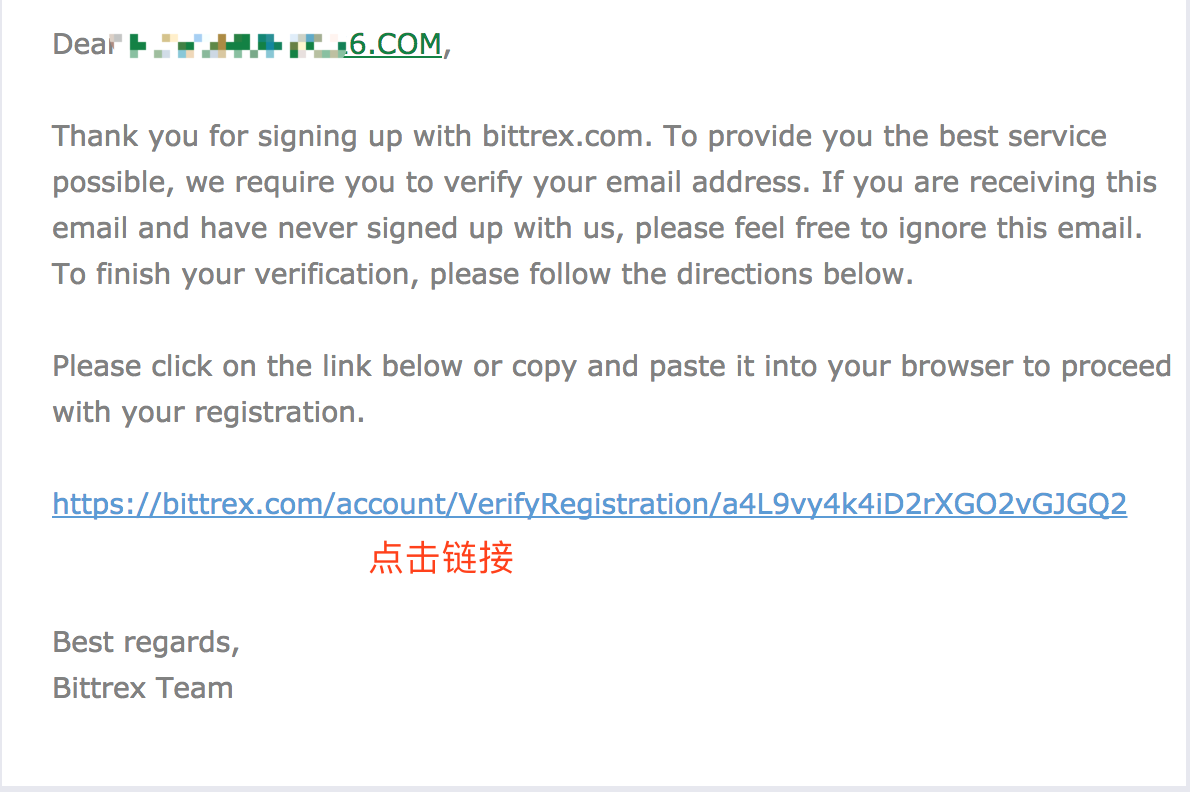 Dear 6.COM,
Thank you for signing up with bittrex.com. To provide you the best service
possible, we require you to verify your email address. If you are receiving this
email and have never signed up with us, please feel free to ignore this email.
To finish your verification, please follow the directions below.
Please click on the link below or copy and paste it into your browser to proceed
with your registration.
https://bittrex.com/account/VerifyRegistration/a4L9vy4k4iD2rXGO2vGJGQ2
点击链接
Best regards,
Bittrex Team